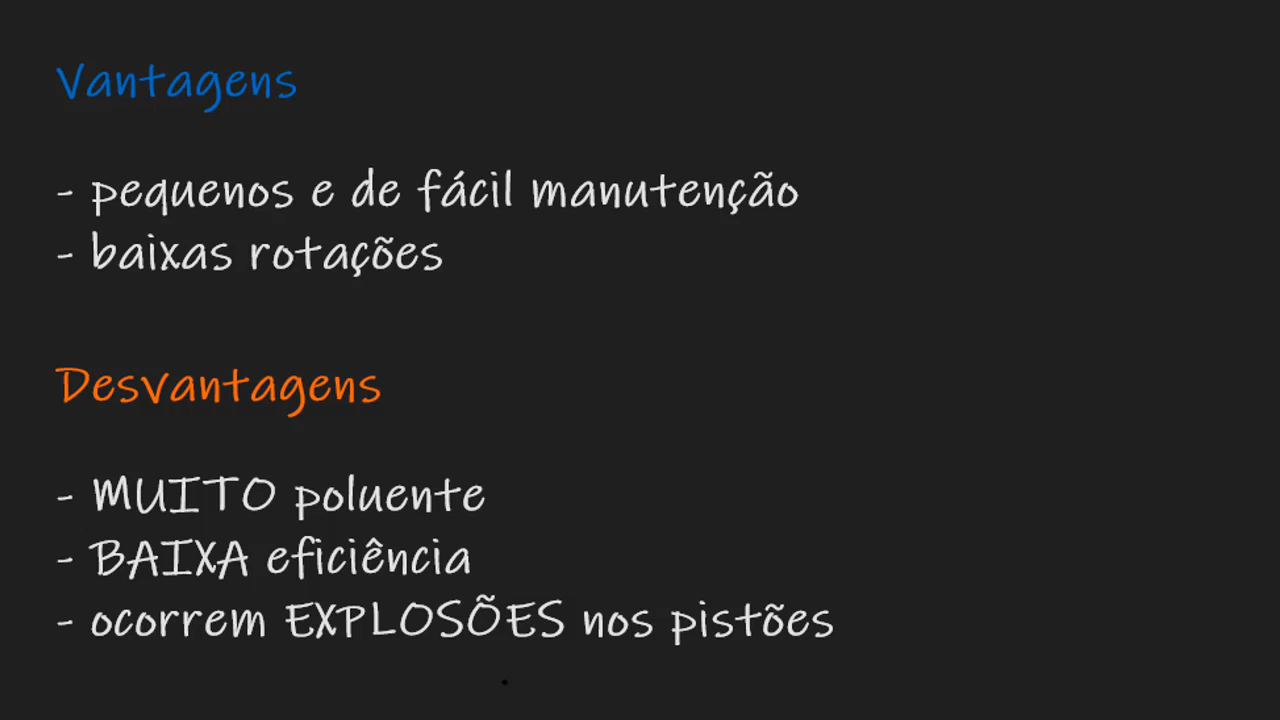 Vantagens
- pequenos e de fácil manutenção
- baixas rotações
Desvantagens
- MUITO poluente
- BAIXA eficiência
- ocorrem EXPLOSÕES nos pistões